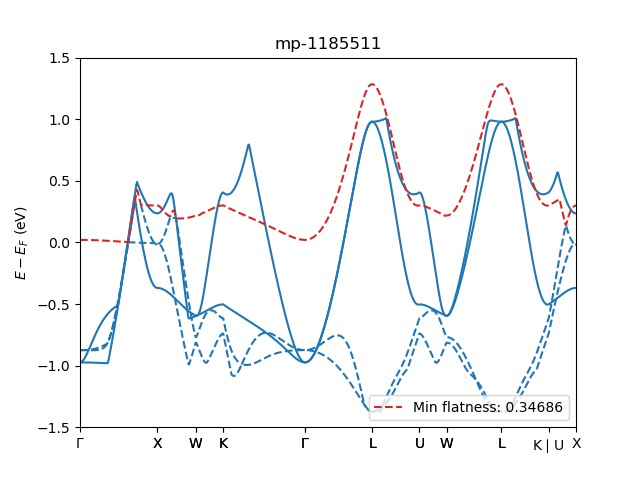 mp-1185511
E − E_F (eV)
1.5
1.0
0.5
0.0
−0.5
−1.0
−1.5
Min flatness: 0.34686
Γ X W K Γ L U W L K | U X